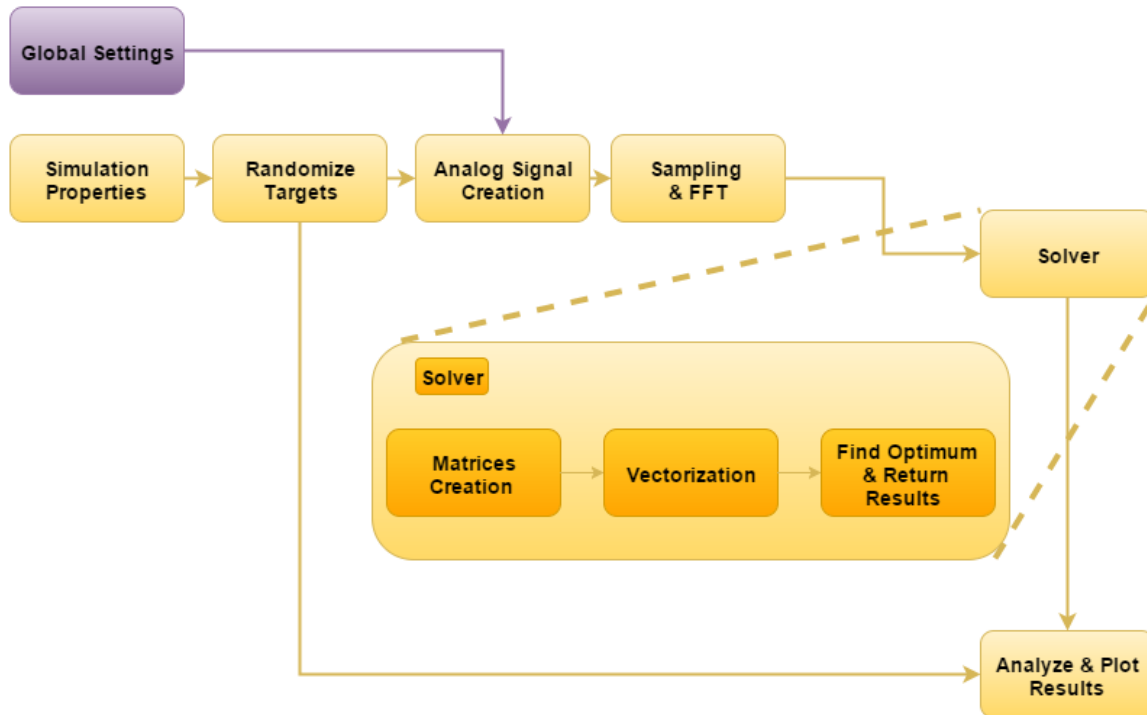 Global Settings
Simulation
Properties
Randomize
Targets
Analog Signal
Creation
Sampling
& FFT
Solver
Solver
Matrices
Creation
Vectorization
Find Optimum
& Return
Results
Analyze & Plot
Results